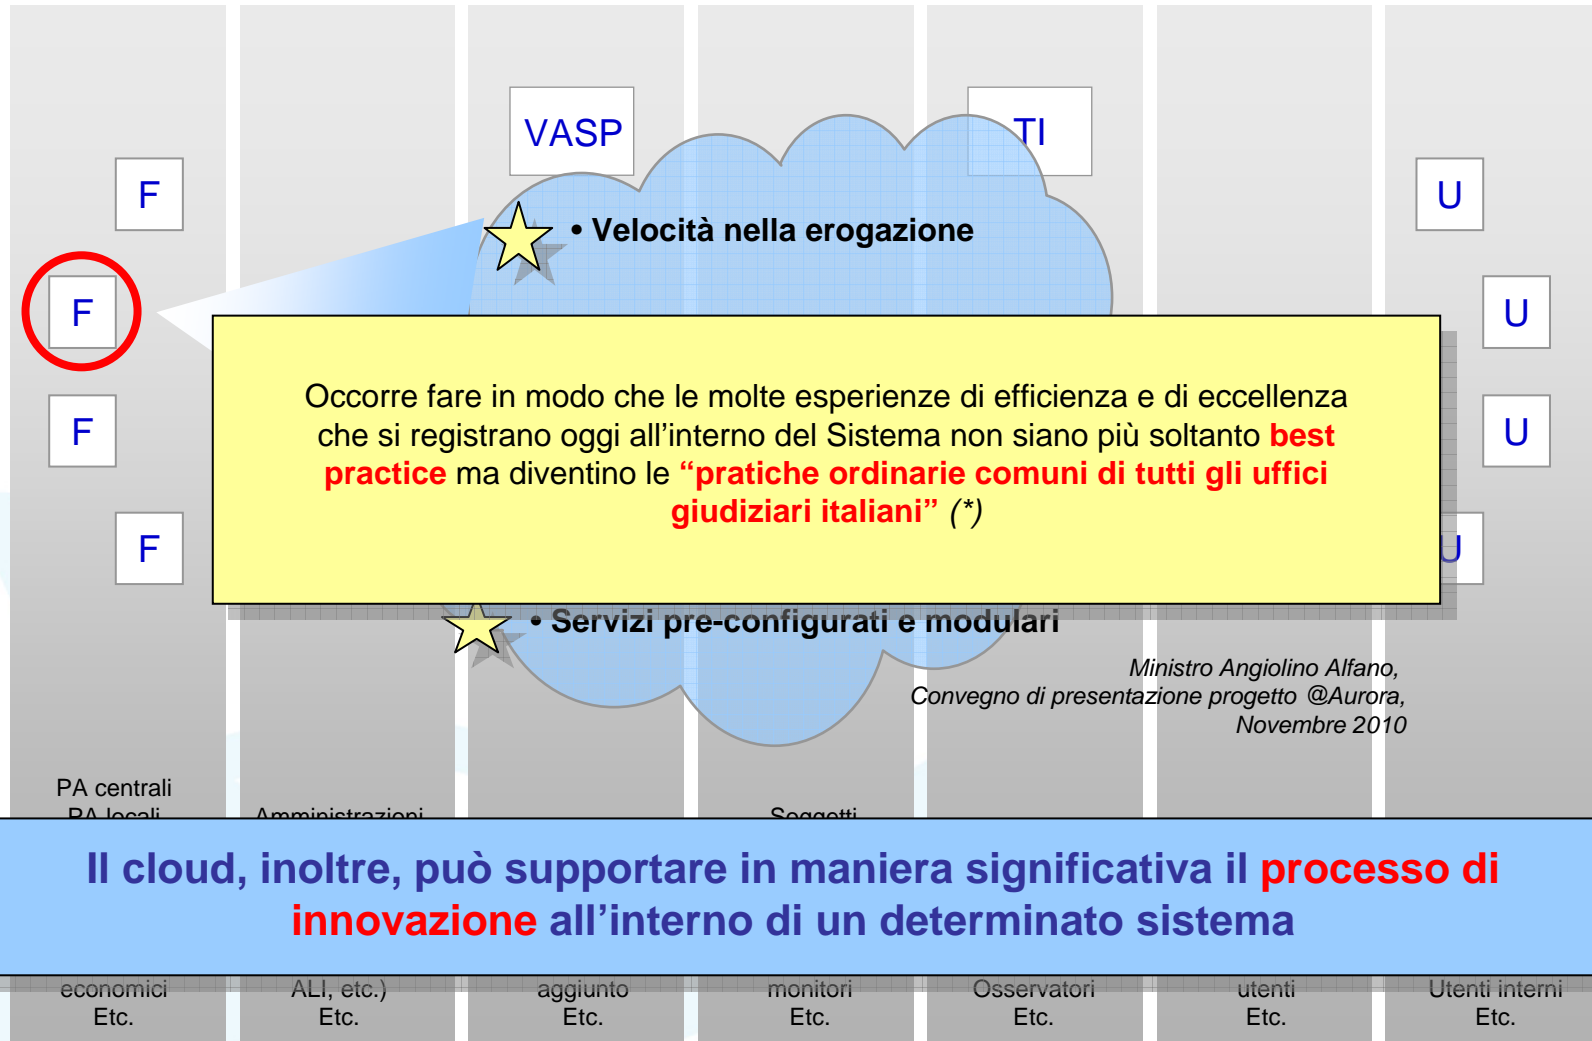 VASP
TI
F
U
• Velocità nella erogazione
F
U
Occorre fare in modo che le molte esperienze di efficienza e di eccellenza
che si registrano oggi all’interno del Sistema non siano più soltanto best
practice ma diventino le “pratiche ordinarie comuni di tutti gli uffici
giudiziari italiani” (*)
F
U
F
U
• Servizi pre-configurati e modulari
Ministro Angiolino Alfano,
Convegno di presentazione progetto @Aurora,
Novembre 2010
PA centrali
PA locali
Amministrazioni
Soggetti
Il cloud, inoltre, può supportare in maniera significativa il processo di
innovazione all’interno di un determinato sistema
economici
Etc.
ALI, etc.)
Etc.
aggiunto
Etc.
monitori
Etc.
Osservatori
Etc.
utenti
Etc.
Utenti interni
Etc.